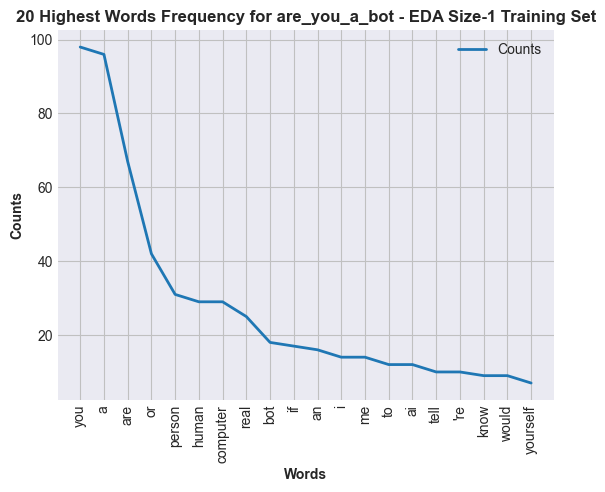 20 Highest Words Frequency for are_you_a_bot - EDA Size-1 Training Set
Counts
100
80
60
40
20
Counts
you
a
are
or
person
human
computer
real
bot
if
an
i
me
to
ai
tell
're
know
would
yourself
Words